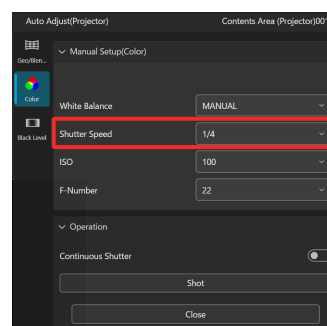 Auto Adjust(Projector) Contents Area (Projector)001
Geo/Blen...
Manual Setup(Color)
Color
White Balance MANUAL
Black Level
Shutter Speed 1/4
ISO 100
F-Number 22
Operation
Continuous Shutter
Shot
Close